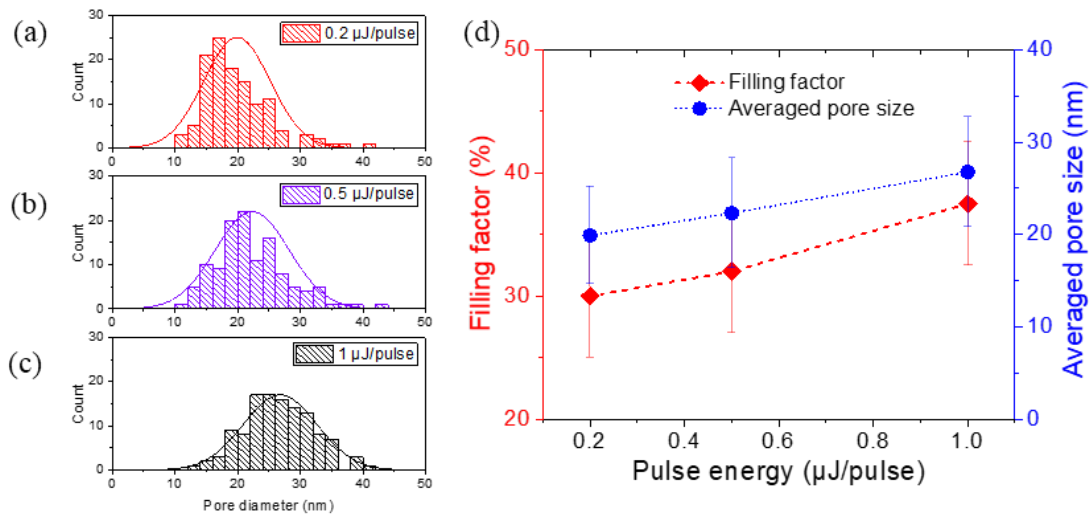 (a)
30
20
10
0
Count
0.2 µJ/pulse
0 10 20 30 40 50
(b)
30
20
10
0
Count
0.5 µJ/pulse
0 10 20 30 40 50
(c)
30
20
10
0
Count
1 µJ/pulse
0 10 20 30 40 50
Pore diameter (nm)
(d)
50
40
30
20
Filling factor (%)
Filling factor
Averaged pore size
40
30
20
10
0
Averaged pore size (nm)
0.2 0.4 0.6 0.8 1.0
Pulse energy (µJ/pulse)